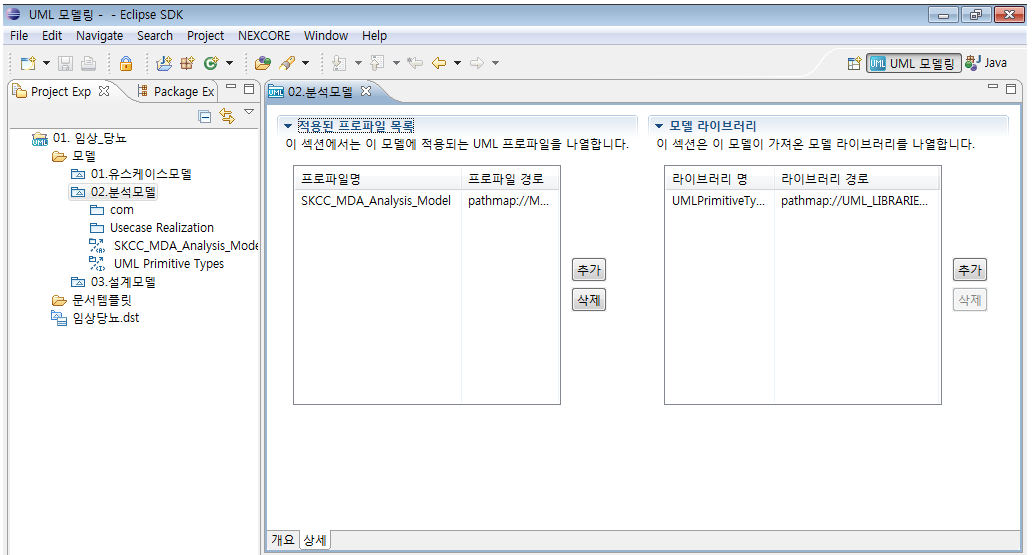 UML 모델링 - - Eclipse SDK
File Edit Navigate Search Project NEXCORE Window Help
UML 모델링 Java
Project Exp Package Ex
02.분석모델
01. 임상_당뇨
모델
01.유스케이스모델
02.분석모델
com
Usecase Realization
SKCC_MDA_Analysis_Mode
UML Primitive Types
03.설계모델
문서템플릿
임상당뇨.dst
적용된 프로파일 목록
이 섹션에서는 이 모델에 적용되는 UML 프로파일을 나열합니다.
프로파일명 프로파일 경로
SKCC_MDA_Analysis_Model pathmap://M...
추가
삭제
모델 라이브러리
이 섹션은 이 모델이 가져온 모델 라이브러리를 나열합니다.
라이브러리 명 라이브러리 경로
UMLPrimitiveTy... pathmap://UML_LIBRARIE...
추가
삭제
개요 상세